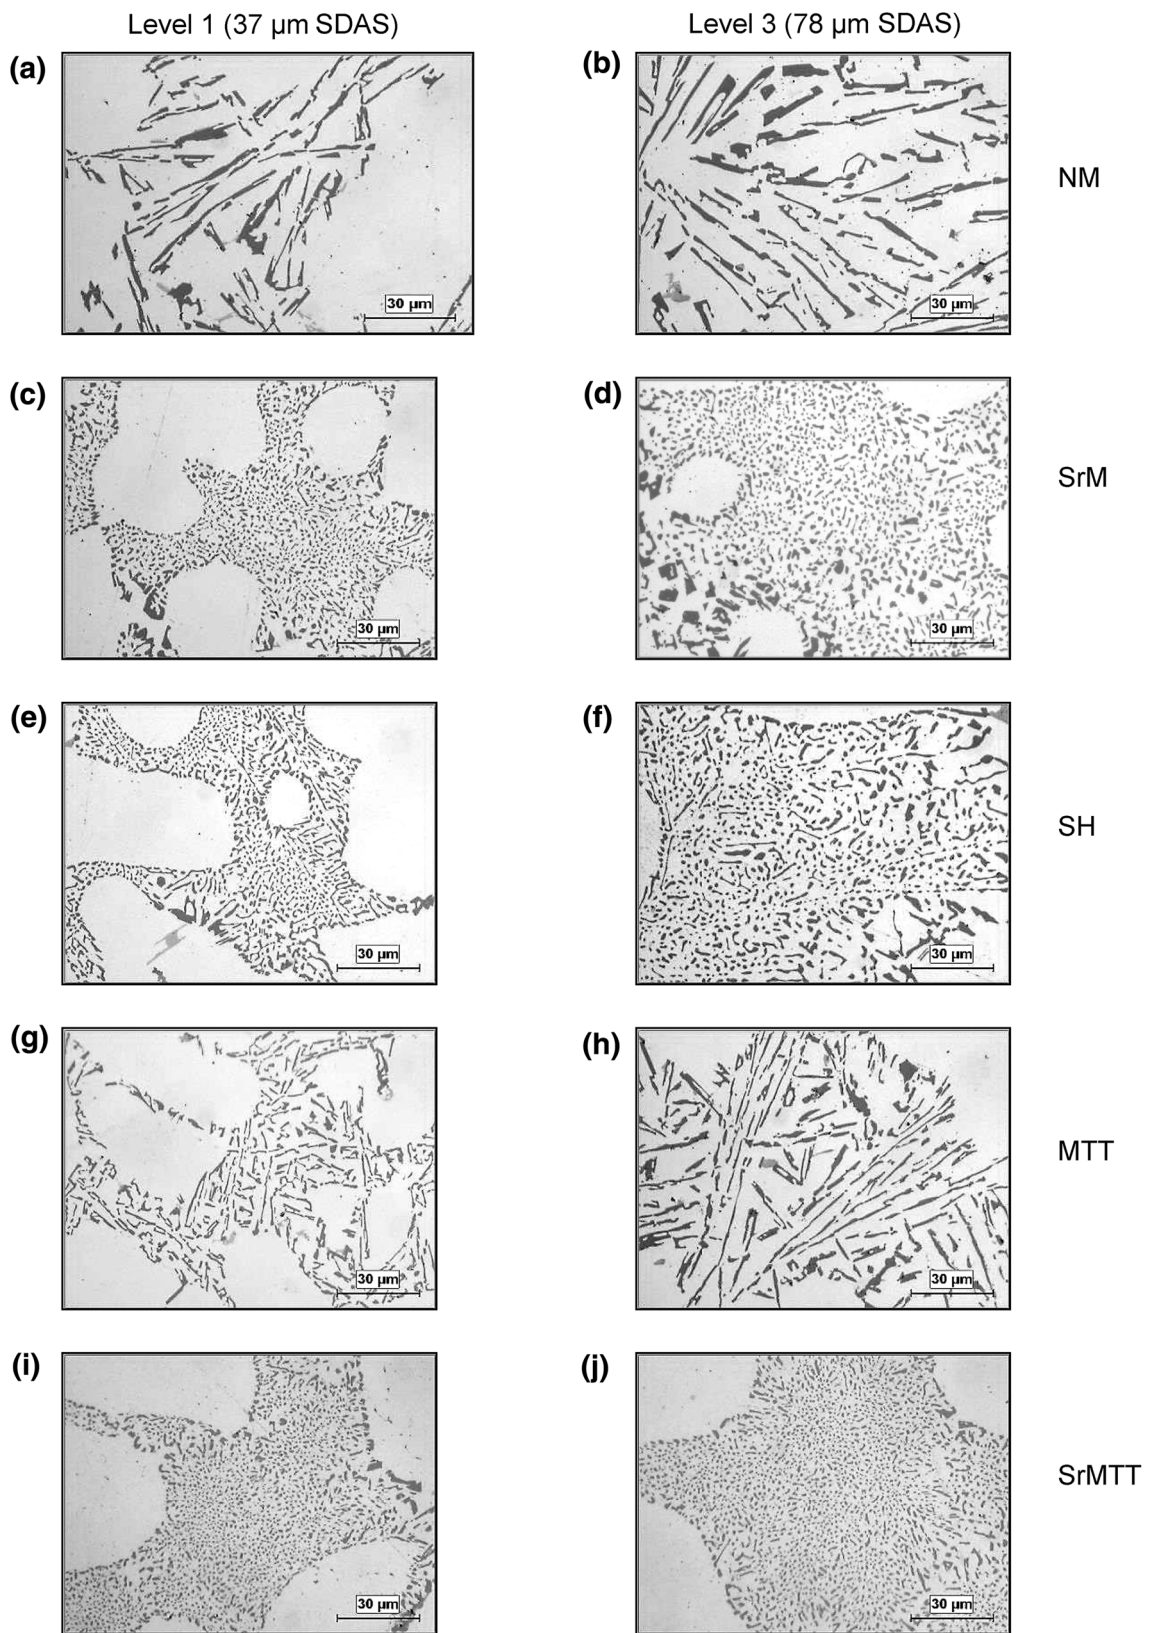 Level 1 (37 µm SDAS) Level 3 (78 µm SDAS)
(a) (b) NM
30 µm 30 µm
(c) (d) SrM
30 µm 30 µm
(e) (f) SH
30 µm 30 µm
(g) (h) MTT
30 µm 30 µm
(i) (j) SrMTT
30 µm 30 µm